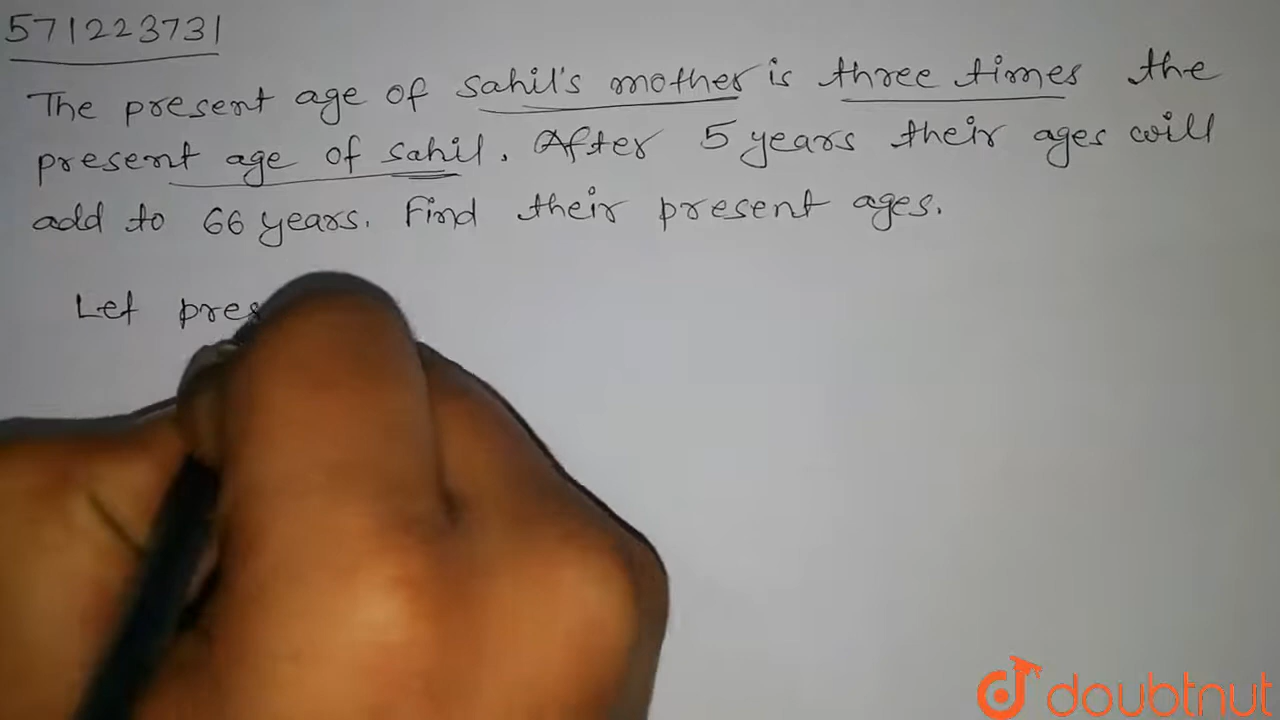 571223731
The present age of sahil's mother is three times the
present age of sahil. After 5 years their ages will
add to 66 years. Find their present ages.
Let pres
doubtnut